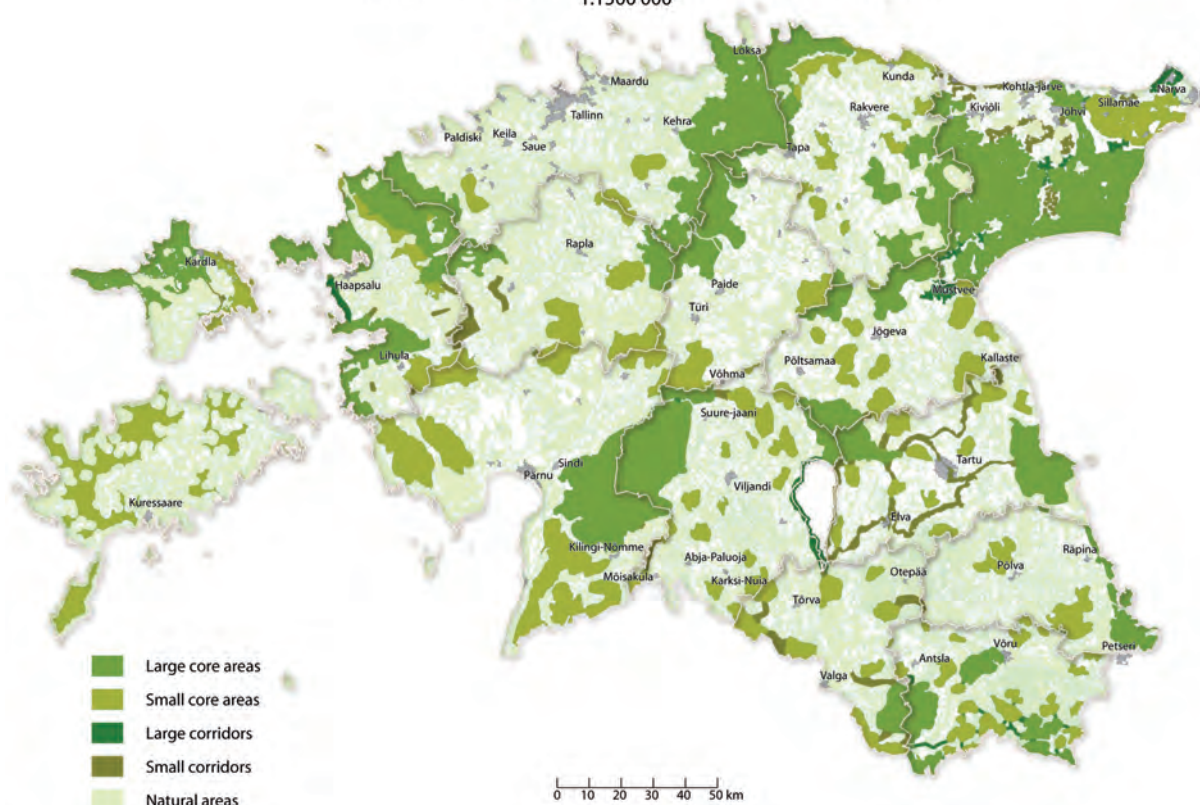 1:1500 000
Loksa
Maardu
Kunda
Tallinn
Kohtla-järve
Narva
Rakvere
Kiviõli
Jõhvi
Sillamäe
Paldiski
Keila
Saue
Kehra
Tapa
Rapla
Kärdla
Haapsalu
Paide
Mustvee
Türi
Jõgeva
Lihula
Põltsamaa
Kallaste
Võhma
Suure-jaani
Sindi
Pärnu
Tartu
Viljandi
Kuressaare
Elva
Kilingi-Nõmme
Abja-Paluoja
Räpina
Mõisaküla
Karksi-Nuia
Otepää
Põlva
Tõrva
Võru
Petseri
Antsla
Valga
Large core areas
Small core areas
Large corridors
Small corridors
Natural areas
0 10 20 30 40 50 km